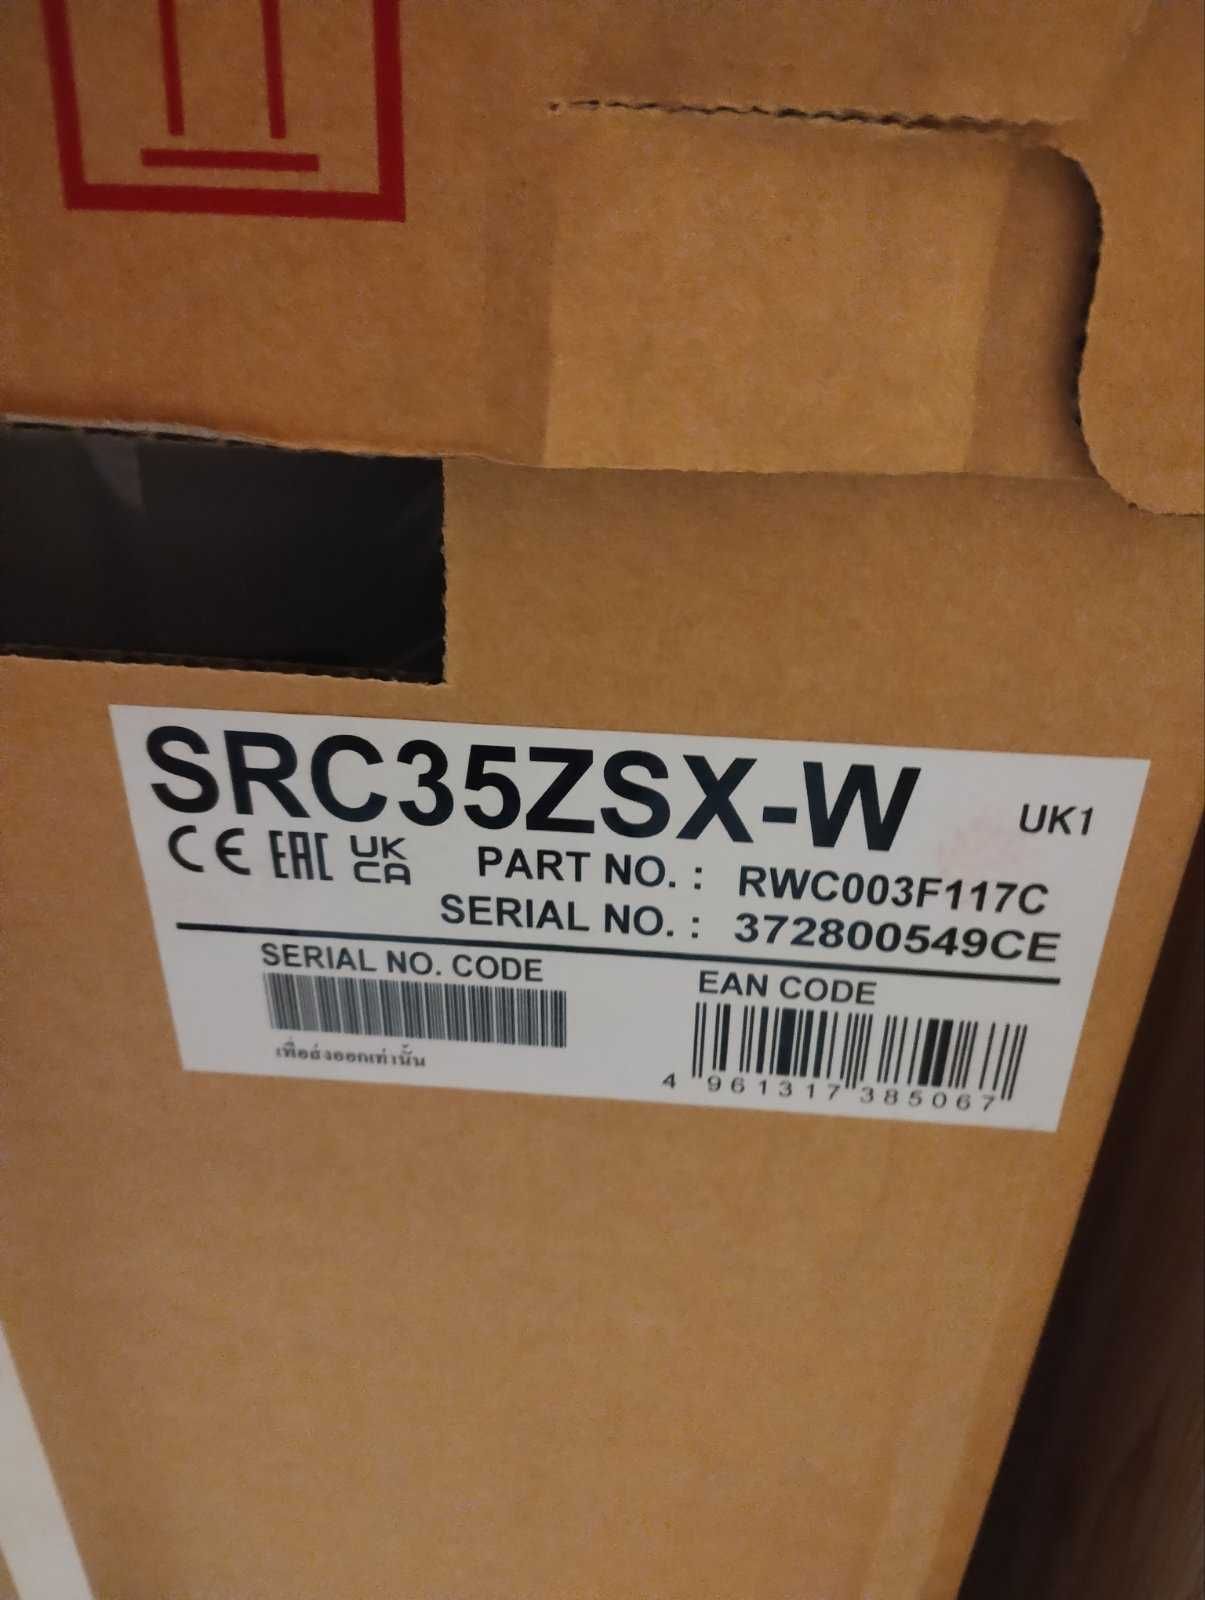 SRC35ZSX-W UK1
CE EAC UK CA PART NO. : RWC003F117C
SERIAL NO. : 372800549CE
SERIAL NO. CODE
EAN CODE
เพื่อส่งออกเท่านั้น
4 961317 385067